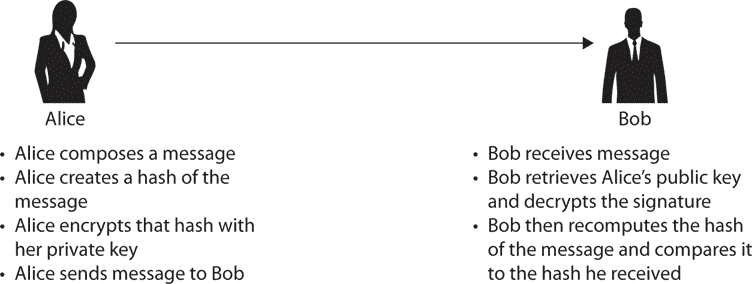 Alice
• Alice composes a message
• Alice creates a hash of the
message
• Alice encrypts that hash with
her private key
• Alice sends message to Bob
Bob
• Bob receives message
• Bob retrieves Alice’s public key
and decrypts the signature
• Bob then recomputes the hash
of the message and compares it
to the hash he received